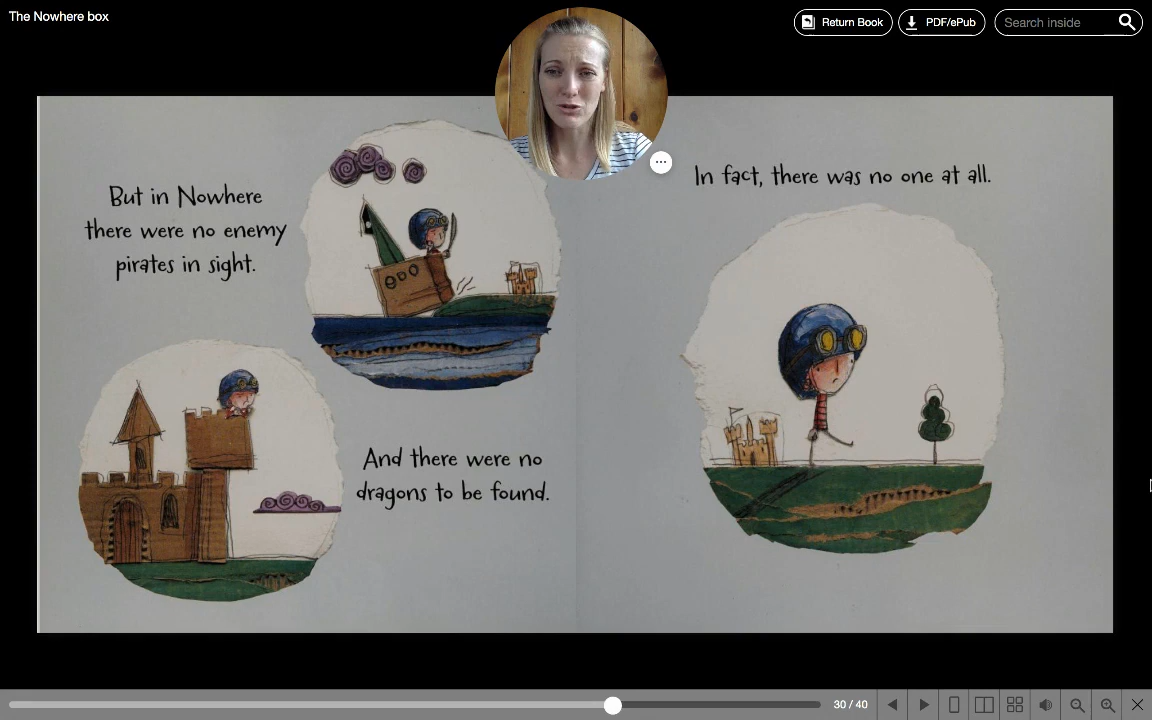 The Nowhere box
Return Book
PDF/ePub
Search inside
But in Nowhere
there were no enemy
pirates in sight.
And there were no
dragons to be found.
In fact, there was no one at all.
30 / 40